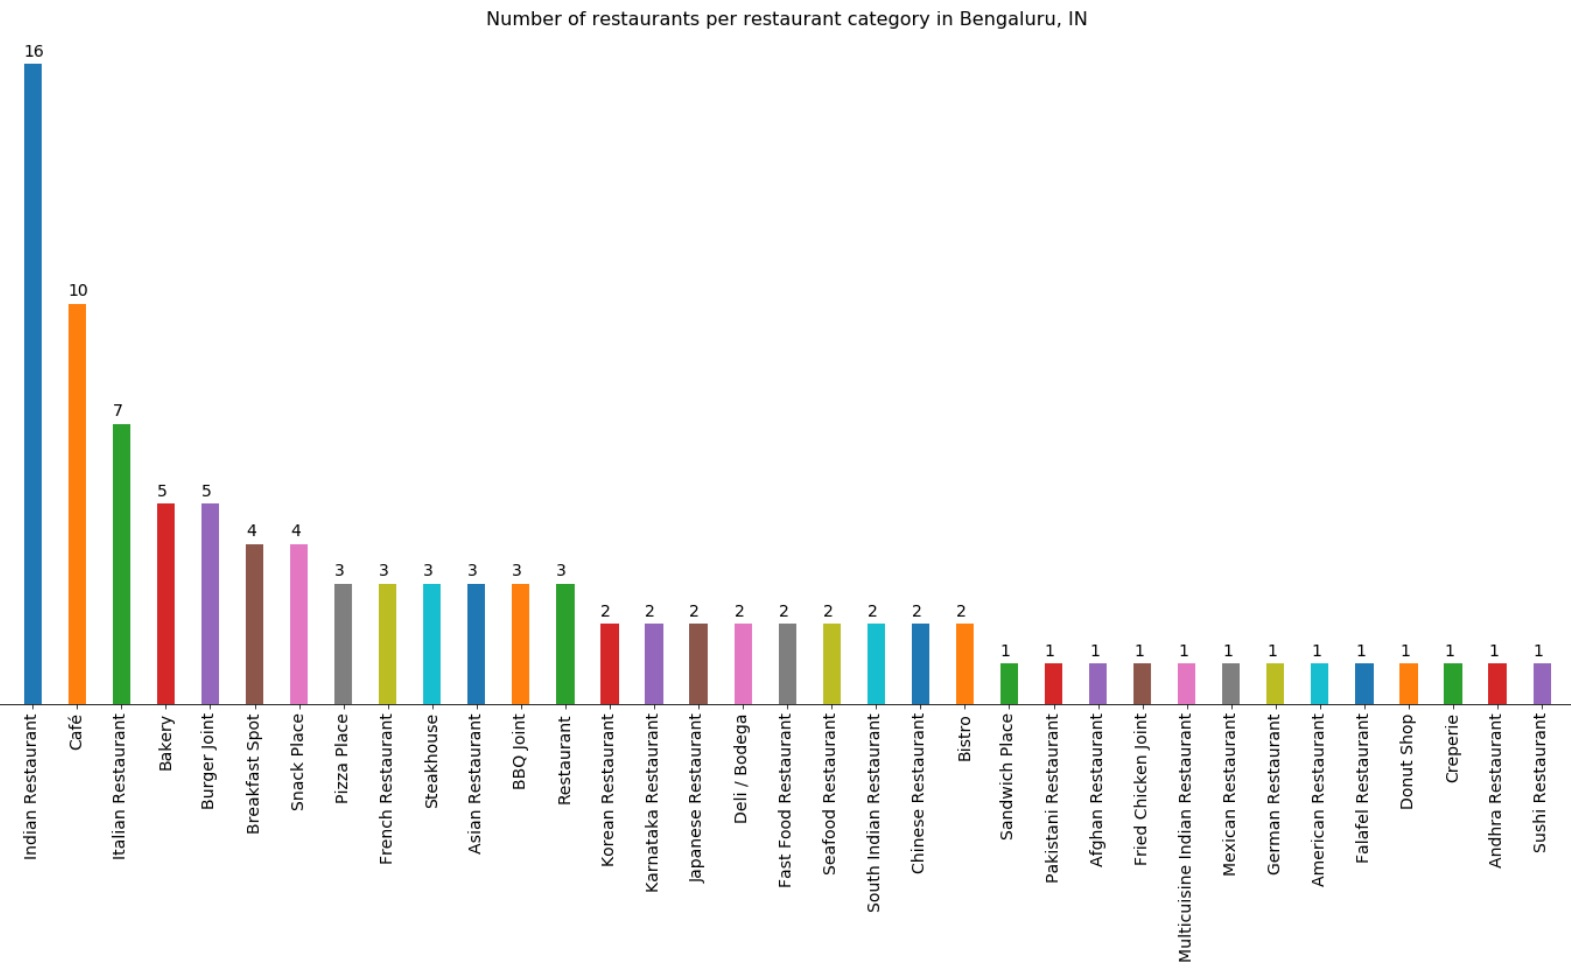 Number of restaurants per restaurant category in Bengaluru, IN
16
10
7
5
5
4
4
3
3
3
3
3
3
2
2
2
2
2
2
2
2
2
1
1
1
1
1
1
1
1
1
1
1
1
1
Indian Restaurant
Café
Italian Restaurant
Bakery
Burger Joint
Breakfast Spot
Snack Place
Pizza Place
French Restaurant
Steakhouse
Asian Restaurant
BBQ Joint
Restaurant
Korean Restaurant
Karnataka Restaurant
Japanese Restaurant
Deli / Bodega
Fast Food Restaurant
Seafood Restaurant
South Indian Restaurant
Chinese Restaurant
Bistro
Sandwich Place
Pakistani Restaurant
Afghan Restaurant
Fried Chicken Joint
Multicuisine Indian Restaurant
Mexican Restaurant
German Restaurant
American Restaurant
Falafel Restaurant
Donut Shop
Creperie
Andhra Restaurant
Sushi Restaurant